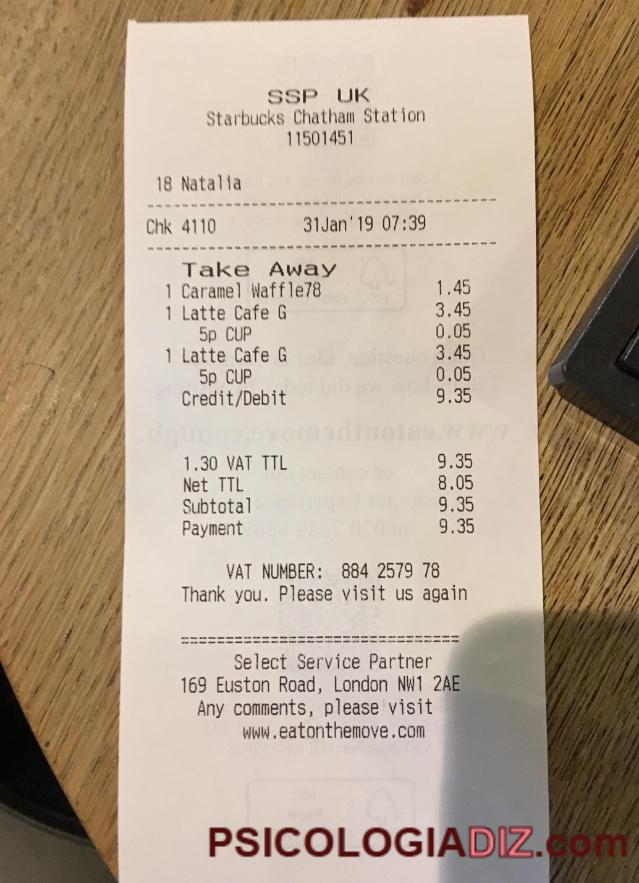 SSP UK
Starbucks Chatham Station
11501451
18 Natalia
Chk 4110 31Jan'19 07:39
Take Away
1 Caramel Waffle78 1.45
1 Latte Cafe G 3.45
5p CUP 0.05
1 Latte Cafe G 3.45
5p CUP 0.05
Credit/Debit 9.35
1.30 VAT TTL 9.35
Net TTL 8.05
Subtotal 9.35
Payment 9.35
VAT NUMBER: 884 2579 78
Thank you. Please visit us again
===============================
Select Service Partner
169 Euston Road, London NW1 2AE
Any comments, please visit
www.eatonthemove.com
PSICOLOGIADIZ.com